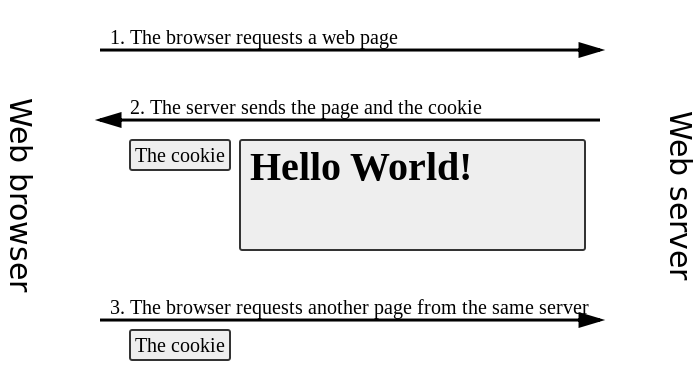 1. The browser requests a web page
2. The server sends the page and the cookie
Web browser
Web server
The cookie
Hello World!
3. The browser requests another page from the same server
The cookie